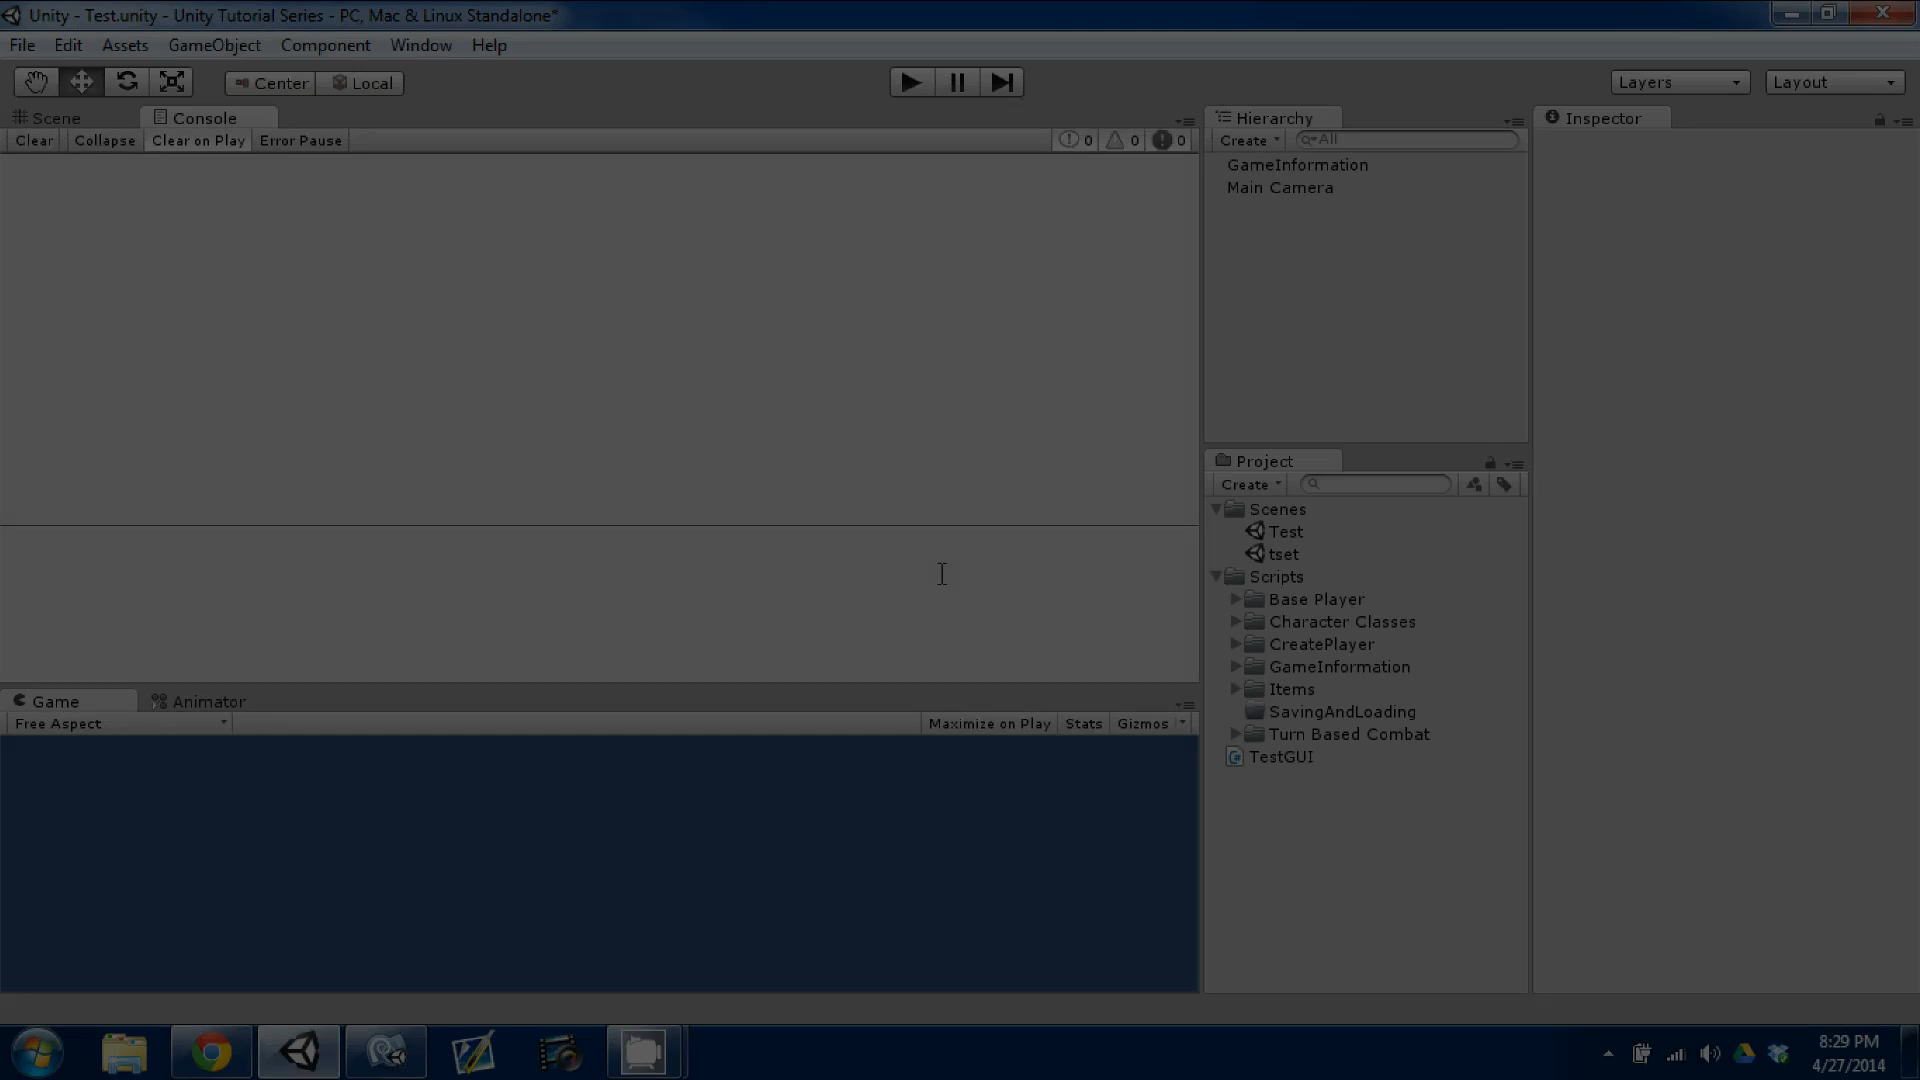 Unity - Test.unity - Unity Tutorial Series - PC, Mac & Linux Standalone*
File Edit Assets GameObject Component Window Help
Center Local Layers Layout
Scene Console Hierarchy Inspector
Clear Collapse Clear on Play Error Pause 0 0 0 Create All
GameInformation
Main Camera
Project
Create
Scenes
Test
tset
Scripts
Base Player
Character Classes
CreatePlayer
GameInformation
Items
SavingAndLoading
Turn Based Combat
TestGUI
Game Animator
Free Aspect Maximize on Play Stats Gizmos
8:29 PM
4/27/2014